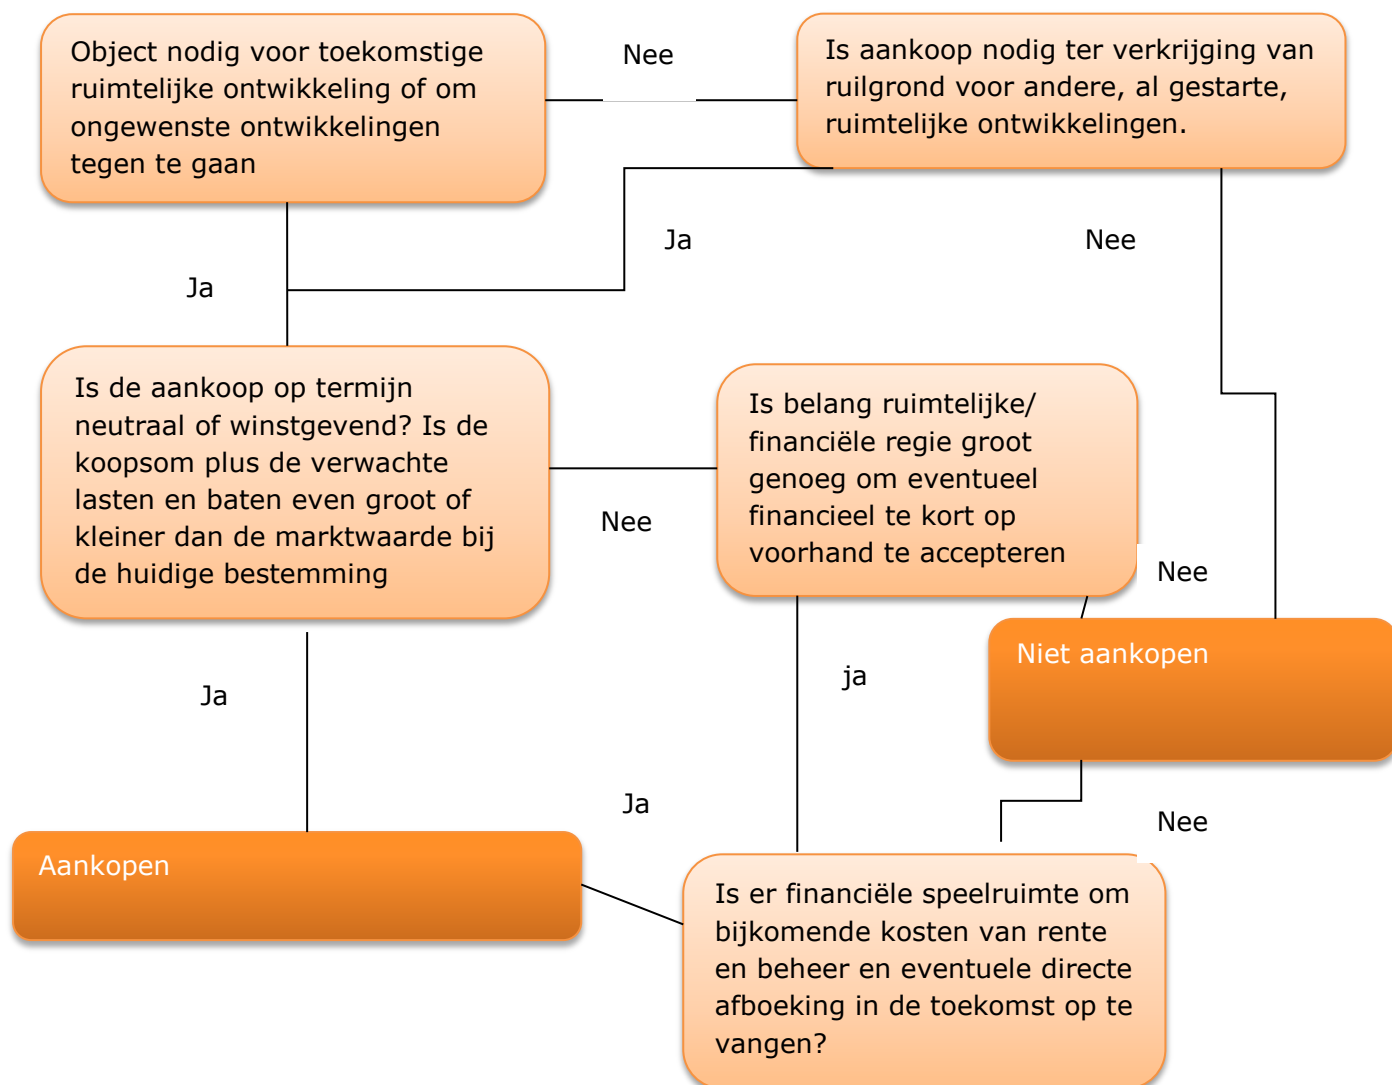 Object nodig voor toekomstige
ruimtelijke ontwikkeling of om
ongewenste ontwikkelingen
tegen te gaan
Nee
Is aankoop nodig ter verkrijging van
ruilgrond voor andere, al gestarte,
ruimtelijke ontwikkelingen.
Ja
Ja
Nee
Is de aankoop op termijn
neutraal of winstgevend? Is de
koopsom plus de verwachte
lasten en baten even groot of
kleiner dan de marktwaarde bij
de huidige bestemming
Nee
Is belang ruimtelijke/
financiële regie groot
genoeg om eventueel
financieel te kort op
voorhand te accepteren
Nee
Niet aankopen
Ja
ja
Ja
Nee
Aankopen
Is er financiële speelruimte om
bijkomende kosten van rente
en beheer en eventuele directe
afboeking in de toekomst op te
vangen?